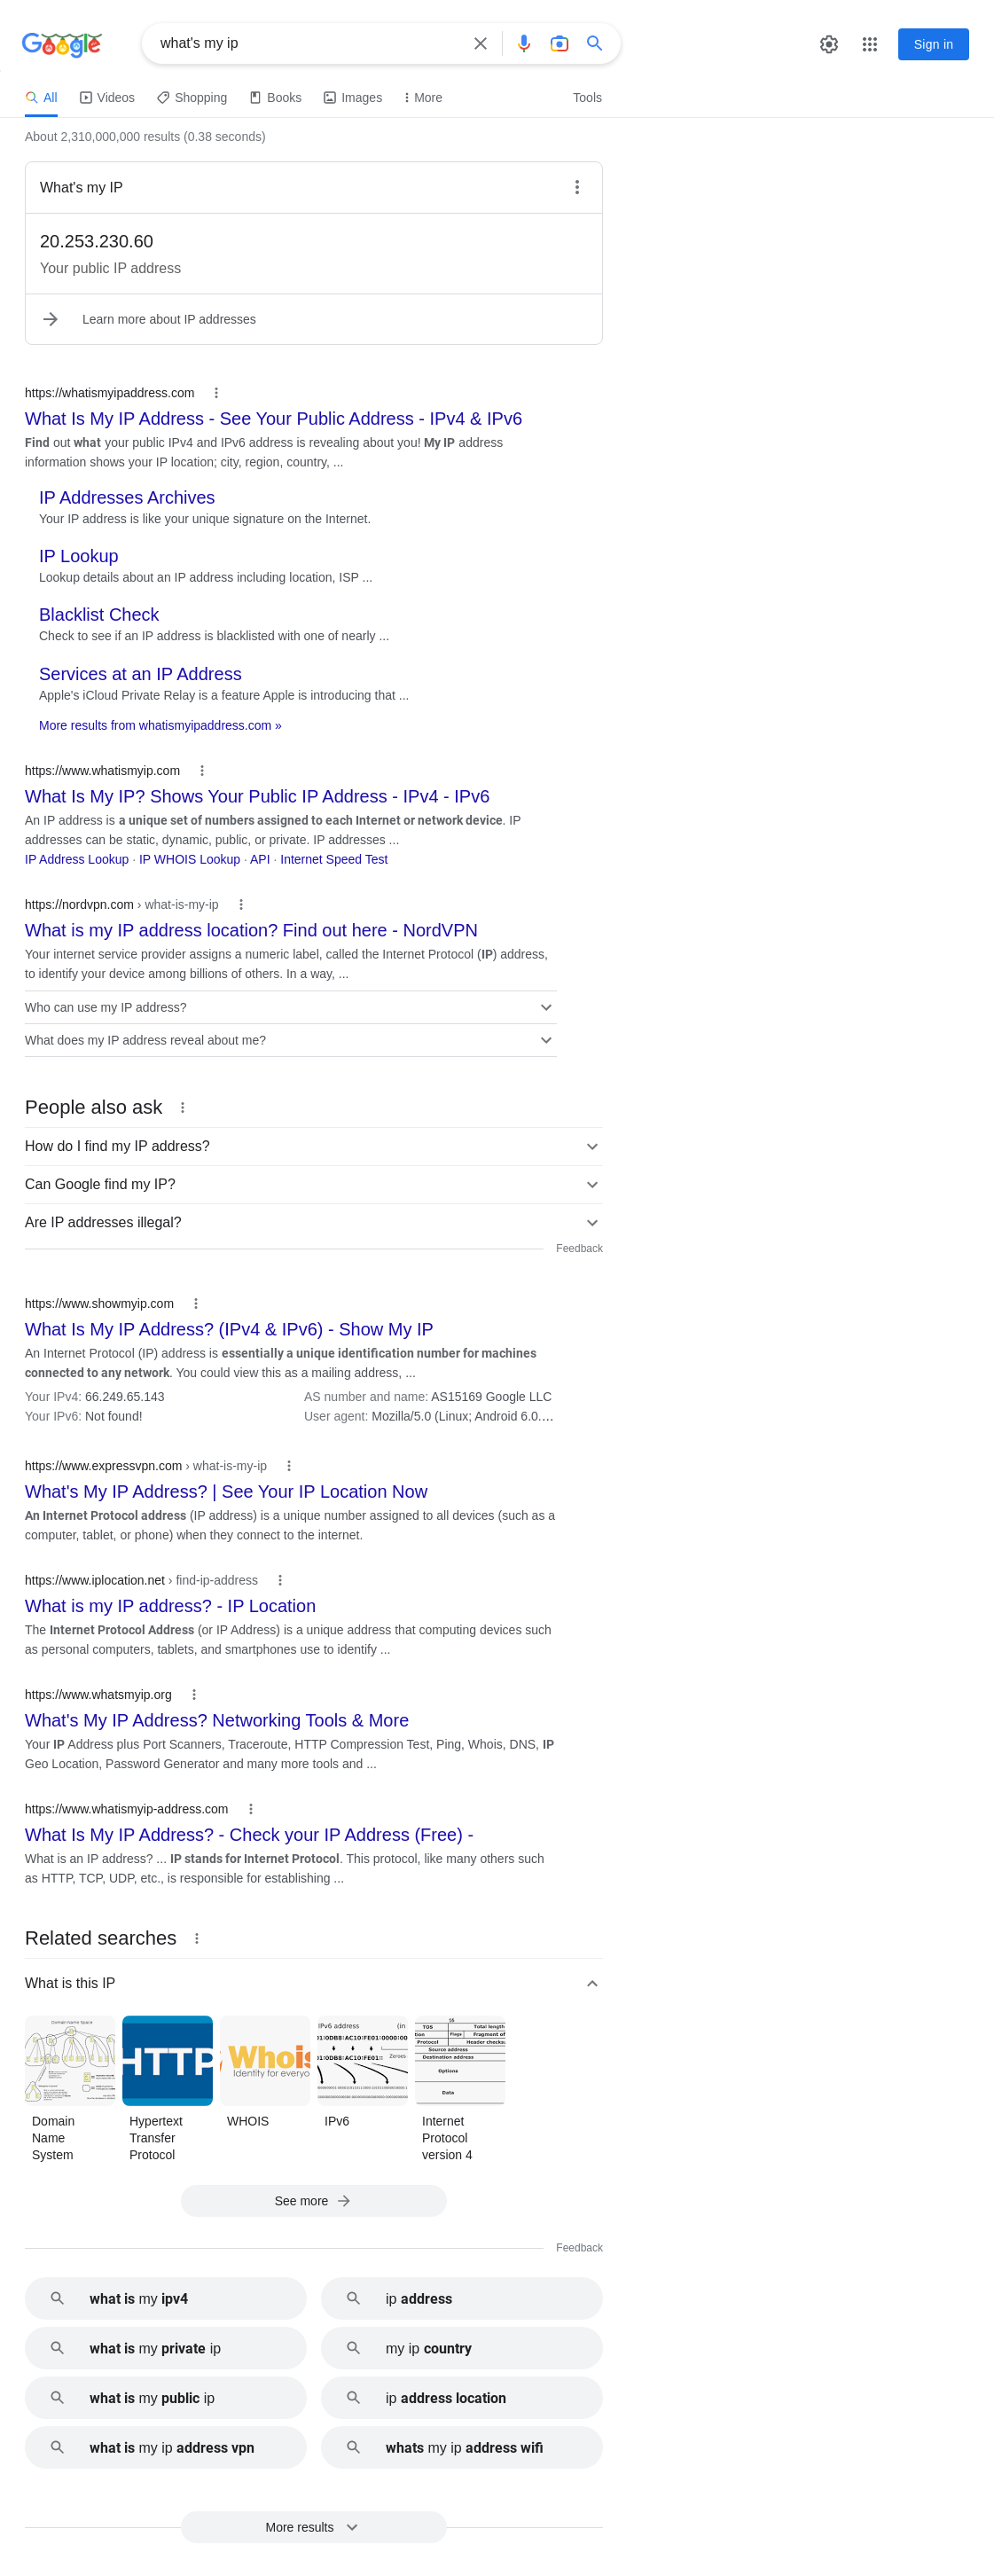 Google
what's my ip
Sign in
All
Videos
Shopping
Books
Images
More
Tools
About 2,310,000,000 results (0.38 seconds)
What's my IP
20.253.230.60
Your public IP address
Learn more about IP addresses
https://whatismyipaddress.com
What Is My IP Address - See Your Public Address - IPv4 & IPv6
Find out what your public IPv4 and IPv6 address is revealing about you! My IP address
information shows your IP location; city, region, country, ...
IP Addresses Archives
Your IP address is like your unique signature on the Internet.
IP Lookup
Lookup details about an IP address including location, ISP ...
Blacklist Check
Check to see if an IP address is blacklisted with one of nearly ...
Services at an IP Address
Apple's iCloud Private Relay is a feature Apple is introducing that ...
More results from whatismyipaddress.com »
https://www.whatismyip.com
What Is My IP? Shows Your Public IP Address - IPv4 - IPv6
An IP address is a unique set of numbers assigned to each Internet or network device. IP
addresses can be static, dynamic, public, or private. IP addresses ...
IP Address Lookup · IP WHOIS Lookup · API · Internet Speed Test
https://nordvpn.com › what-is-my-ip
What is my IP address location? Find out here - NordVPN
Your internet service provider assigns a numeric label, called the Internet Protocol (IP) address,
to identify your device among billions of others. In a way, ...
Who can use my IP address?
What does my IP address reveal about me?
People also ask
How do I find my IP address?
Can Google find my IP?
Are IP addresses illegal?
Feedback
https://www.showmyip.com
What Is My IP Address? (IPv4 & IPv6) - Show My IP
An Internet Protocol (IP) address is essentially a unique identification number for machines
connected to any network. You could view this as a mailing address, ...
Your IPv4: 66.249.65.143
AS number and name: AS15169 Google LLC
Your IPv6: Not found!
User agent: Mozilla/5.0 (Linux; Android 6.0....
https://www.expressvpn.com › what-is-my-ip
What's My IP Address? | See Your IP Location Now
An Internet Protocol address (IP address) is a unique number assigned to all devices (such as a
computer, tablet, or phone) when they connect to the internet.
https://www.iplocation.net › find-ip-address
What is my IP address? - IP Location
The Internet Protocol Address (or IP Address) is a unique address that computing devices such
as personal computers, tablets, and smartphones use to identify ...
https://www.whatsmyip.org
What's My IP Address? Networking Tools & More
Your IP Address plus Port Scanners, Traceroute, HTTP Compression Test, Ping, Whois, DNS, IP
Geo Location, Password Generator and many more tools and ...
https://www.whatismyip-address.com
What Is My IP Address? - Check your IP Address (Free) -
What is an IP address? ... IP stands for Internet Protocol. This protocol, like many others such
as HTTP, TCP, UDP, etc., is responsible for establishing ...
Related searches
What is this IP
Domain Name Space
HTTP
Whois
Identity for everyo
IPv6 address (in
Zeroes
16
TOS Total length
Flags Fragment of
Protocol Header checks
Source address
Destination address
Options
Data
Domain
Name
System
Hypertext
Transfer
Protocol
WHOIS
IPv6
Internet
Protocol
version 4
See more
Feedback
what is my ipv4
ip address
what is my private ip
my ip country
what is my public ip
ip address location
what is my ip address vpn
whats my ip address wifi
More results